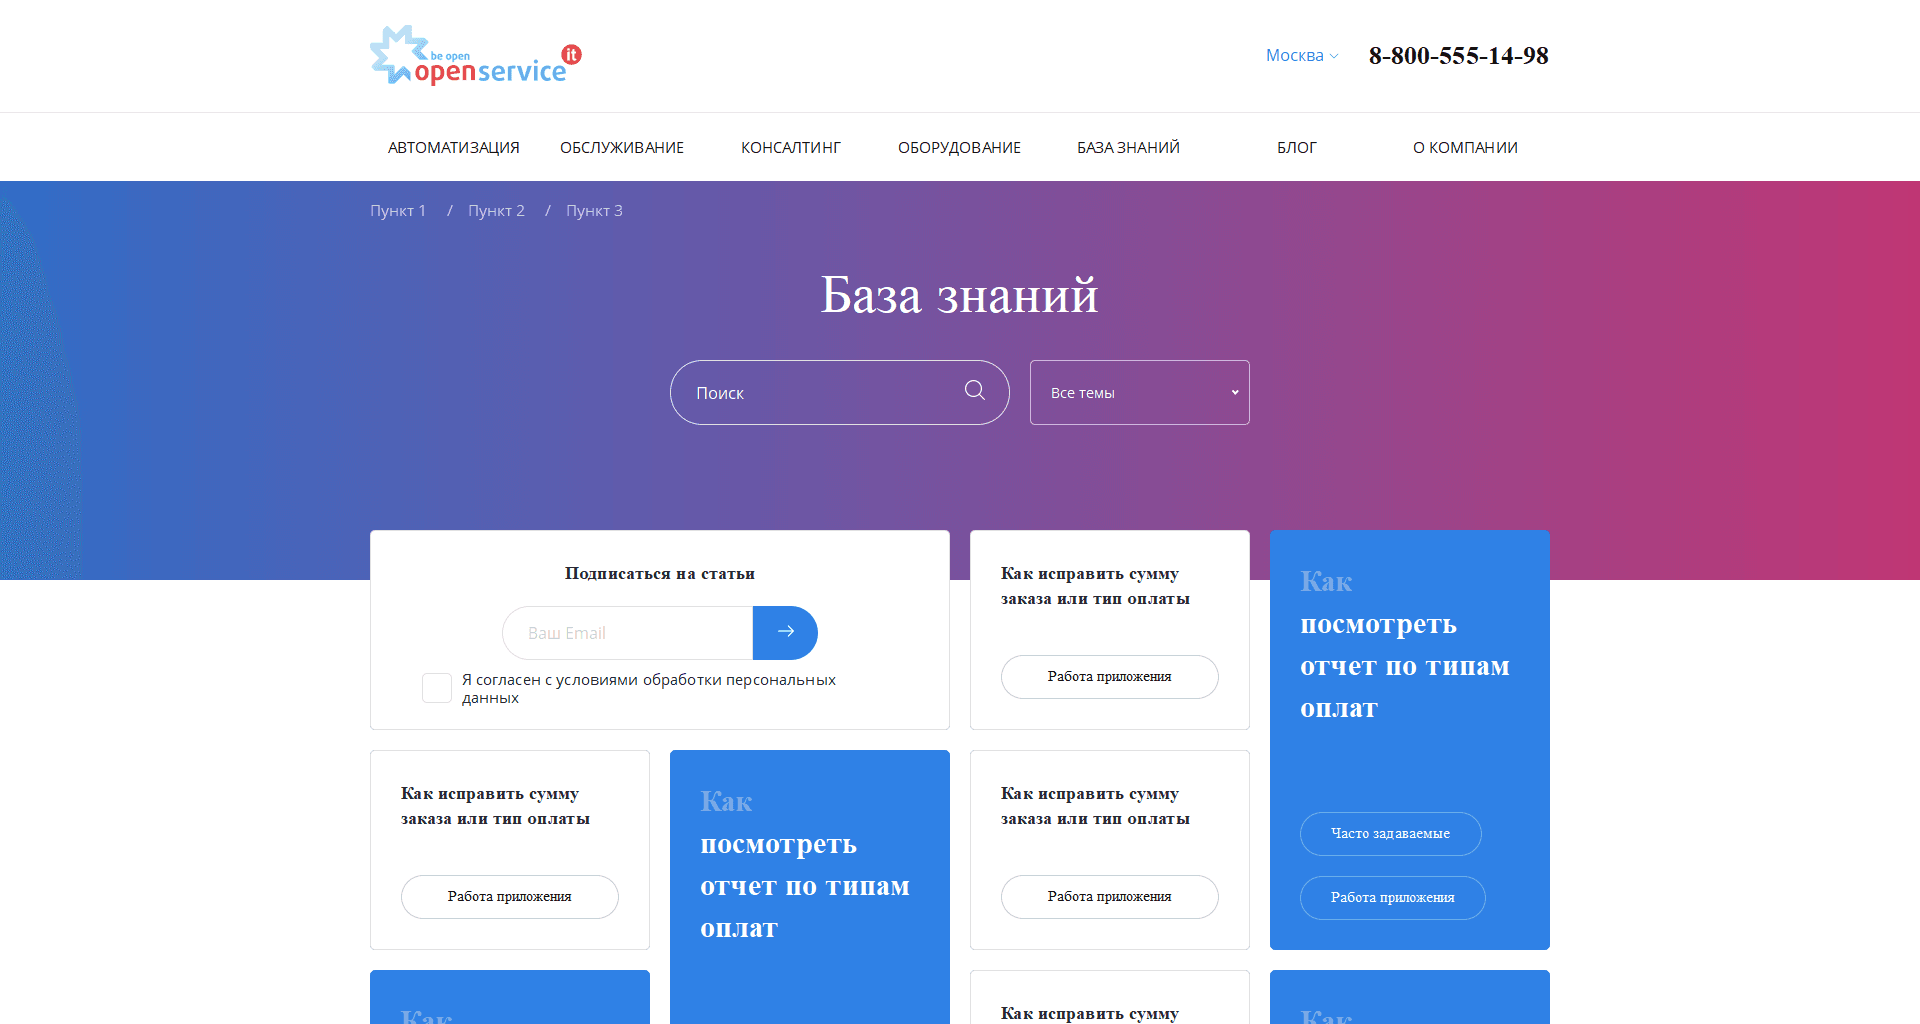 be open
openservice it
Москва
8-800-555-14-98
АВТОМАТИЗАЦИЯ
ОБСЛУЖИВАНИЕ
КОНСАЛТИНГ
ОБОРУДОВАНИЕ
БАЗА ЗНАНИЙ
БЛОГ
О КОМПАНИИ
Пункт 1 / Пункт 2 / Пункт 3
База знаний
Поиск
Все темы
Подписаться на статьи
Ваш Email
Я согласен с условиями обработки персональных
данных
Как исправить сумму
заказа или тип оплаты
Работа приложения
Как
посмотреть
отчет по типам
оплат
Часто задаваемые
Работа приложения
Как исправить сумму
заказа или тип оплаты
Работа приложения
Как
посмотреть
отчет по типам
оплат
Как исправить сумму
заказа или тип оплаты
Работа приложения
Как
Как исправить сумму
Как